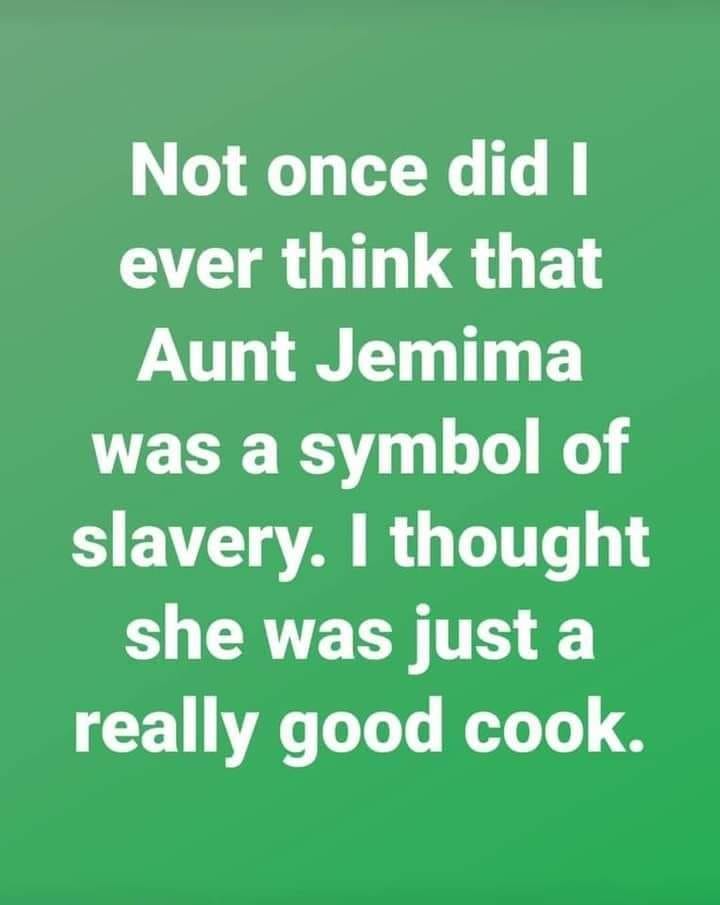 Not once did I
ever think that
Aunt Jemima
was a symbol of
slavery. I thought
she was just a
really good cook.